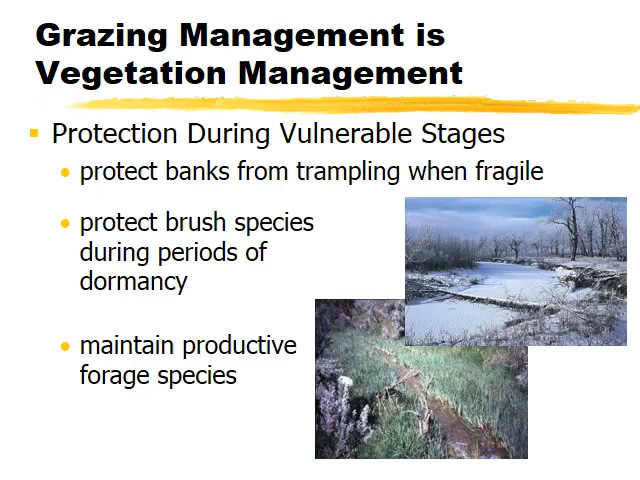 Grazing Management is
Vegetation Management
Protection During Vulnerable Stages
protect banks from trampling when fragile
protect brush species
during periods of
dormancy
maintain productive
forage species